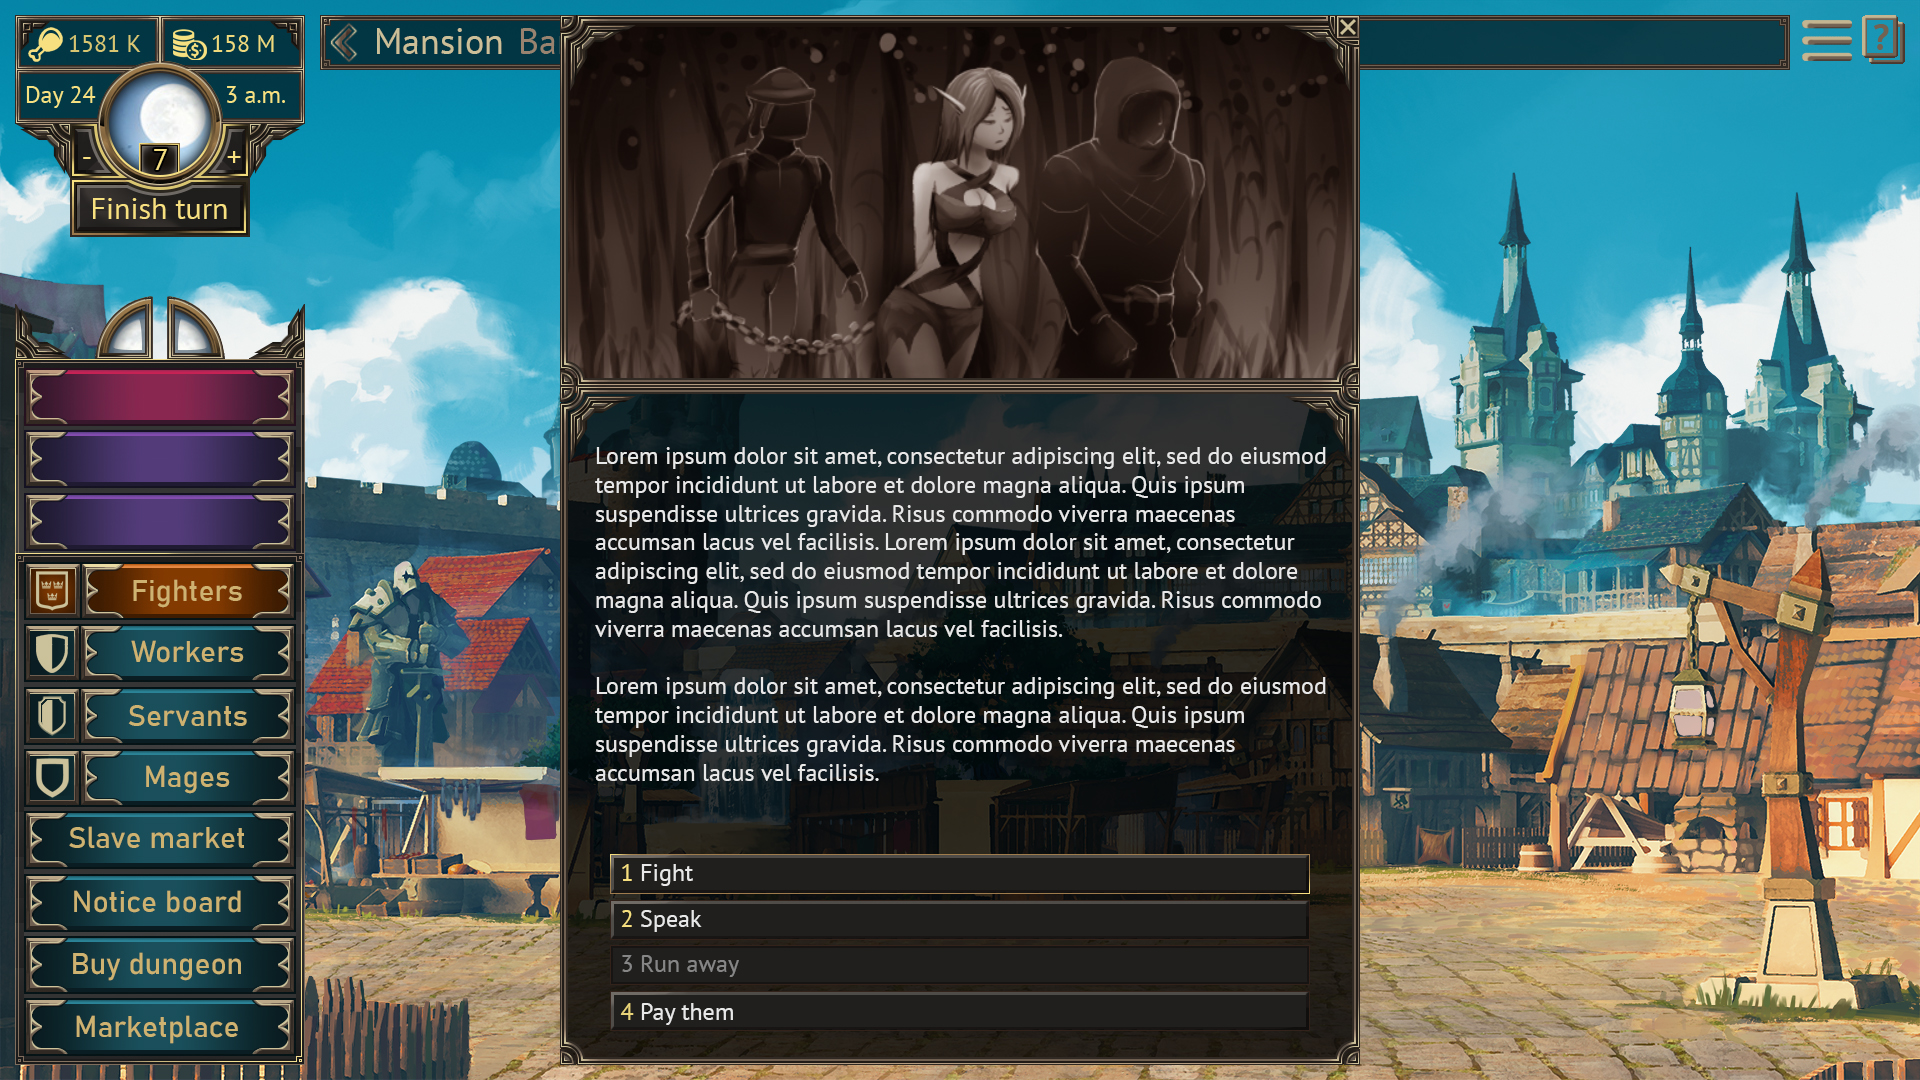 1581 K
158 M
Day 24
3 a.m.
- 7 +
Finish turn
Mansion Ba
?
Fighters
Workers
Servants
Mages
Slave market
Notice board
Buy dungeon
Marketplace
Lorem ipsum dolor sit amet, consectetur adipiscing elit, sed do eiusmod
tempor incididunt ut labore et dolore magna aliqua. Quis ipsum
suspendisse ultrices gravida. Risus commodo viverra maecenas
accumsan lacus vel facilisis. Lorem ipsum dolor sit amet, consectetur
adipiscing elit, sed do eiusmod tempor incididunt ut labore et dolore
magna aliqua. Quis ipsum suspendisse ultrices gravida. Risus commodo
viverra maecenas accumsan lacus vel facilisis.
Lorem ipsum dolor sit amet, consectetur adipiscing elit, sed do eiusmod
tempor incididunt ut labore et dolore magna aliqua. Quis ipsum
suspendisse ultrices gravida. Risus commodo viverra maecenas
accumsan lacus vel facilisis.
1 Fight
2 Speak
3 Run away
4 Pay them